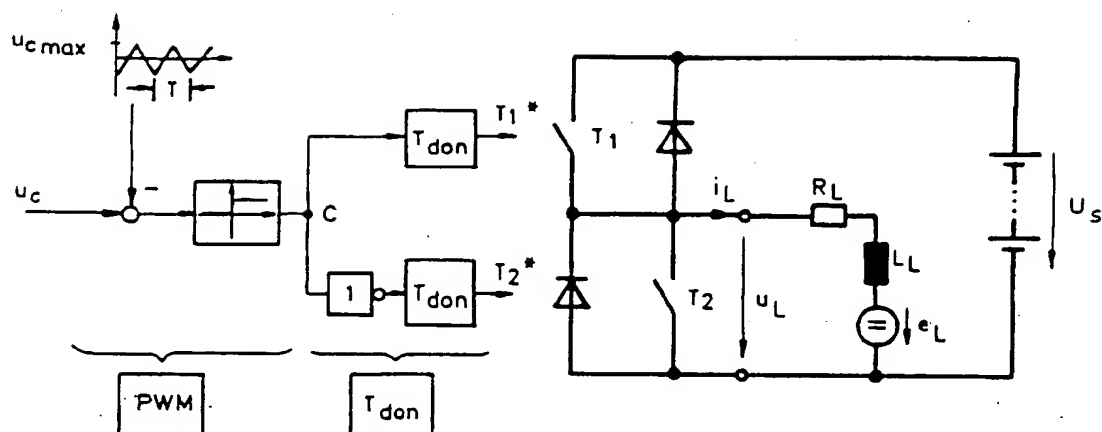 u_c max
T
T1*
T_don
T1
u_c
-
C
i_L
R_L
U_s
T2*
1
T_don
T2
u_L
L_L
=
e_L
PWM
T_don